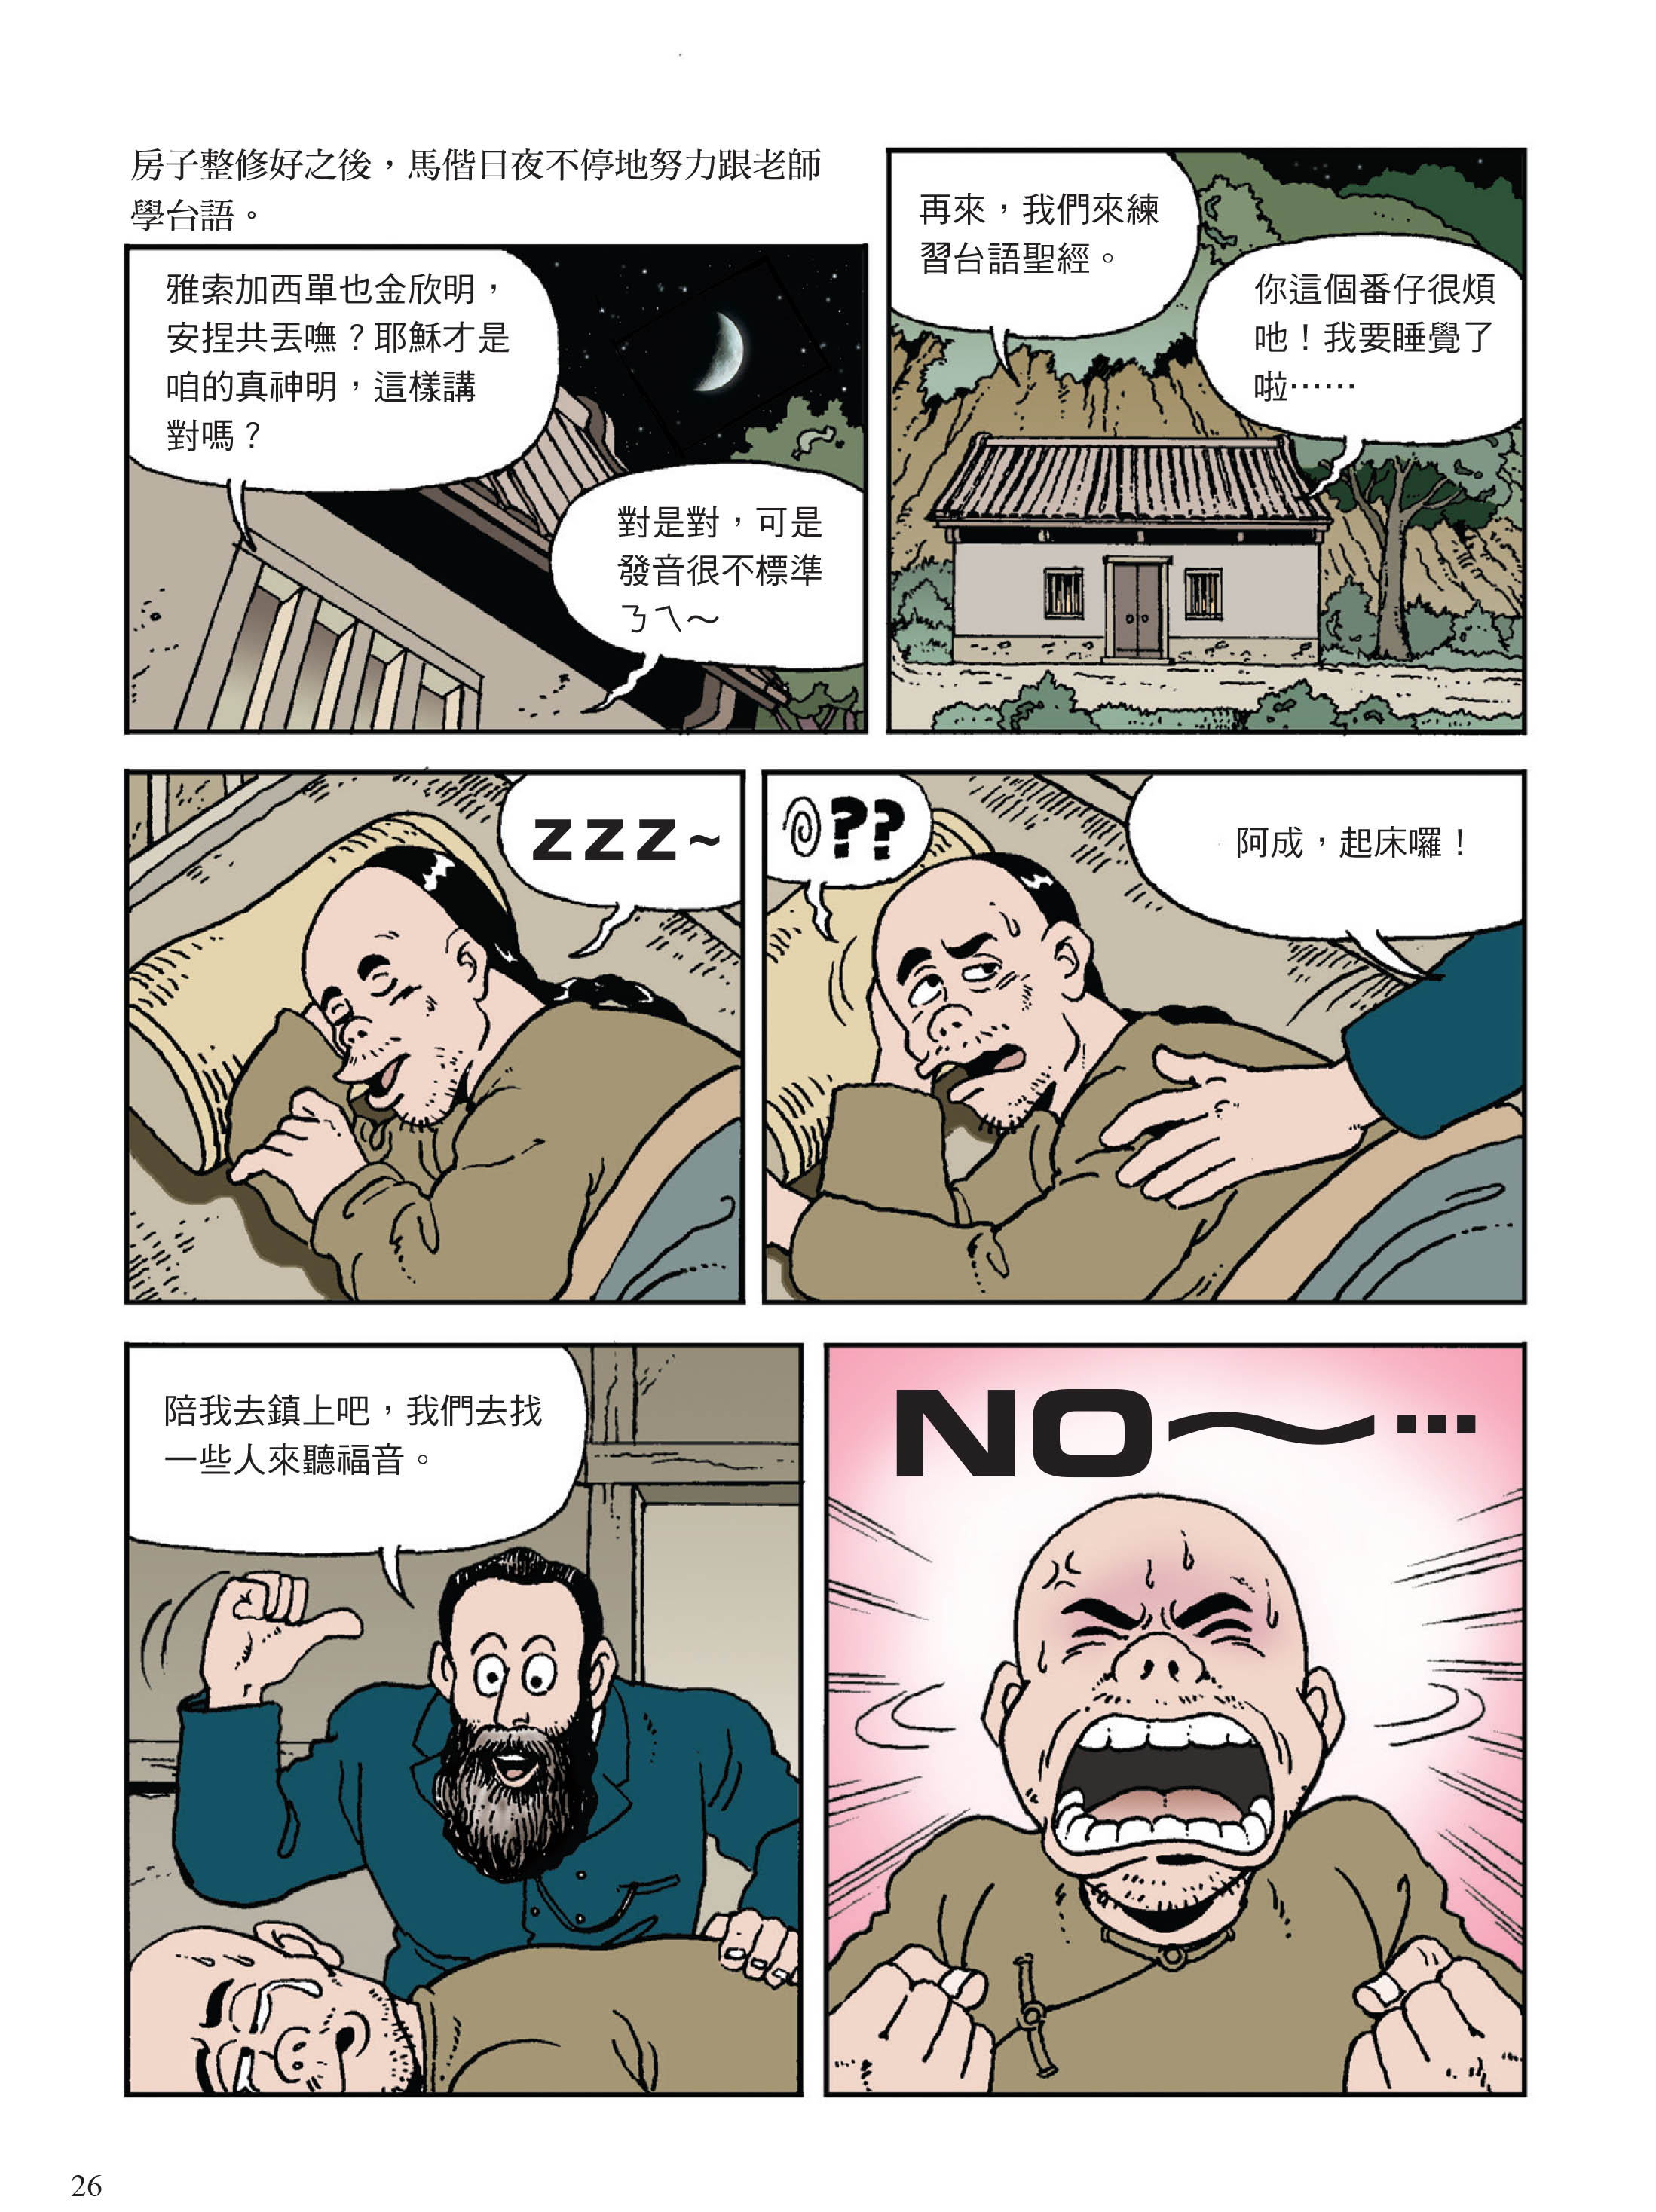 房子整修好之後，馬偕日夜不停地努力跟老師
學台語。
雅索加西單也金欣明，
安捏共丟嘸？耶穌才是
咱的真神明，這樣講
對嗎？
對是對，可是
發音很不標準
ㄋㄟ～
再來，我們來練
習台語聖經。
你這個番仔很煩
吔！我要睡覺了
啦⋯⋯
ZZZ~
??
阿成，起床囉！
陪我去鎮上吧，我們去找
一些人來聽福音。
NO～⋯
26